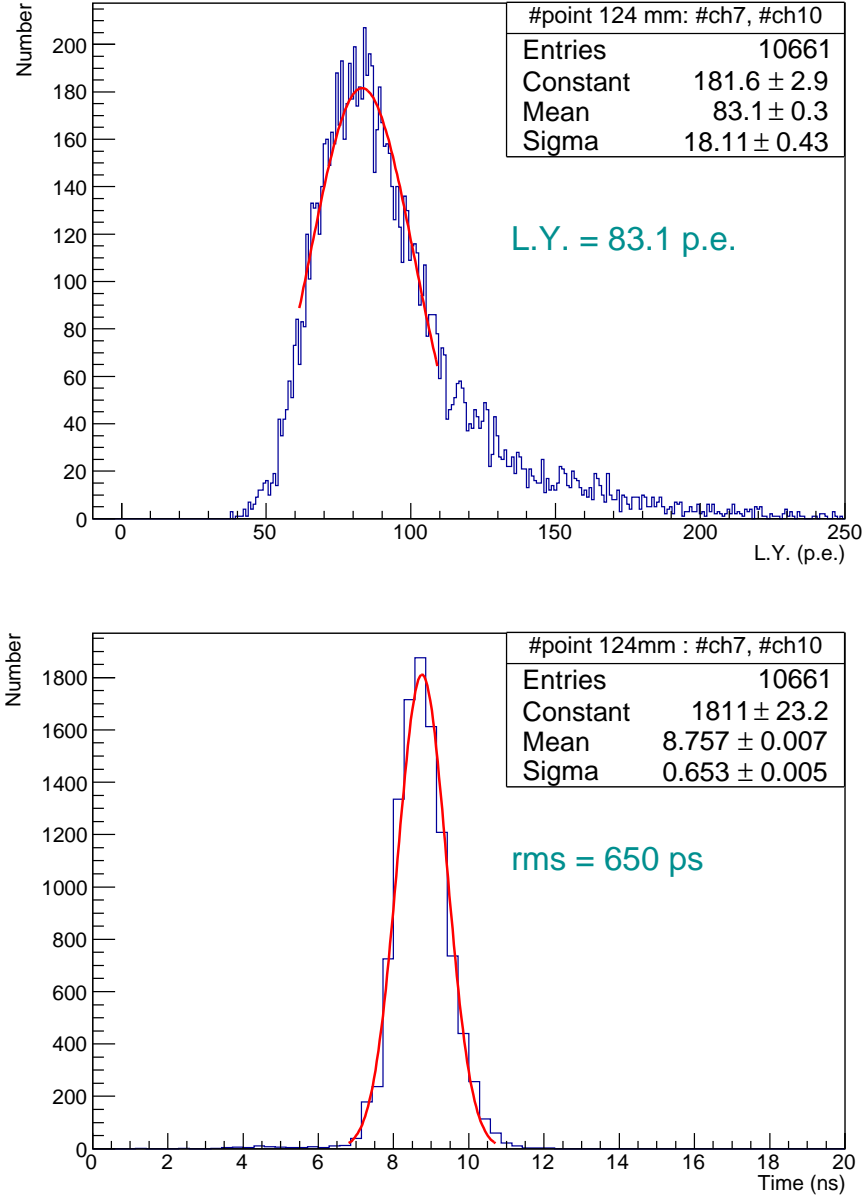 #point 124 mm: #ch7, #ch10
Entries 10661
Constant 181.6 ± 2.9
Mean 83.1 ± 0.3
Sigma 18.11 ± 0.43
L.Y. = 83.1 p.e.
Number
200
180
160
140
120
100
80
60
40
20
0
0 50 100 150 200 250
L.Y. (p.e.)
#point 124mm : #ch7, #ch10
Entries 10661
Constant 1811 ± 23.2
Mean 8.757 ± 0.007
Sigma 0.653 ± 0.005
rms = 650 ps
Number
1800
1600
1400
1200
1000
800
600
400
200
0
0 2 4 6 8 10 12 14 16 18 20
Time (ns)